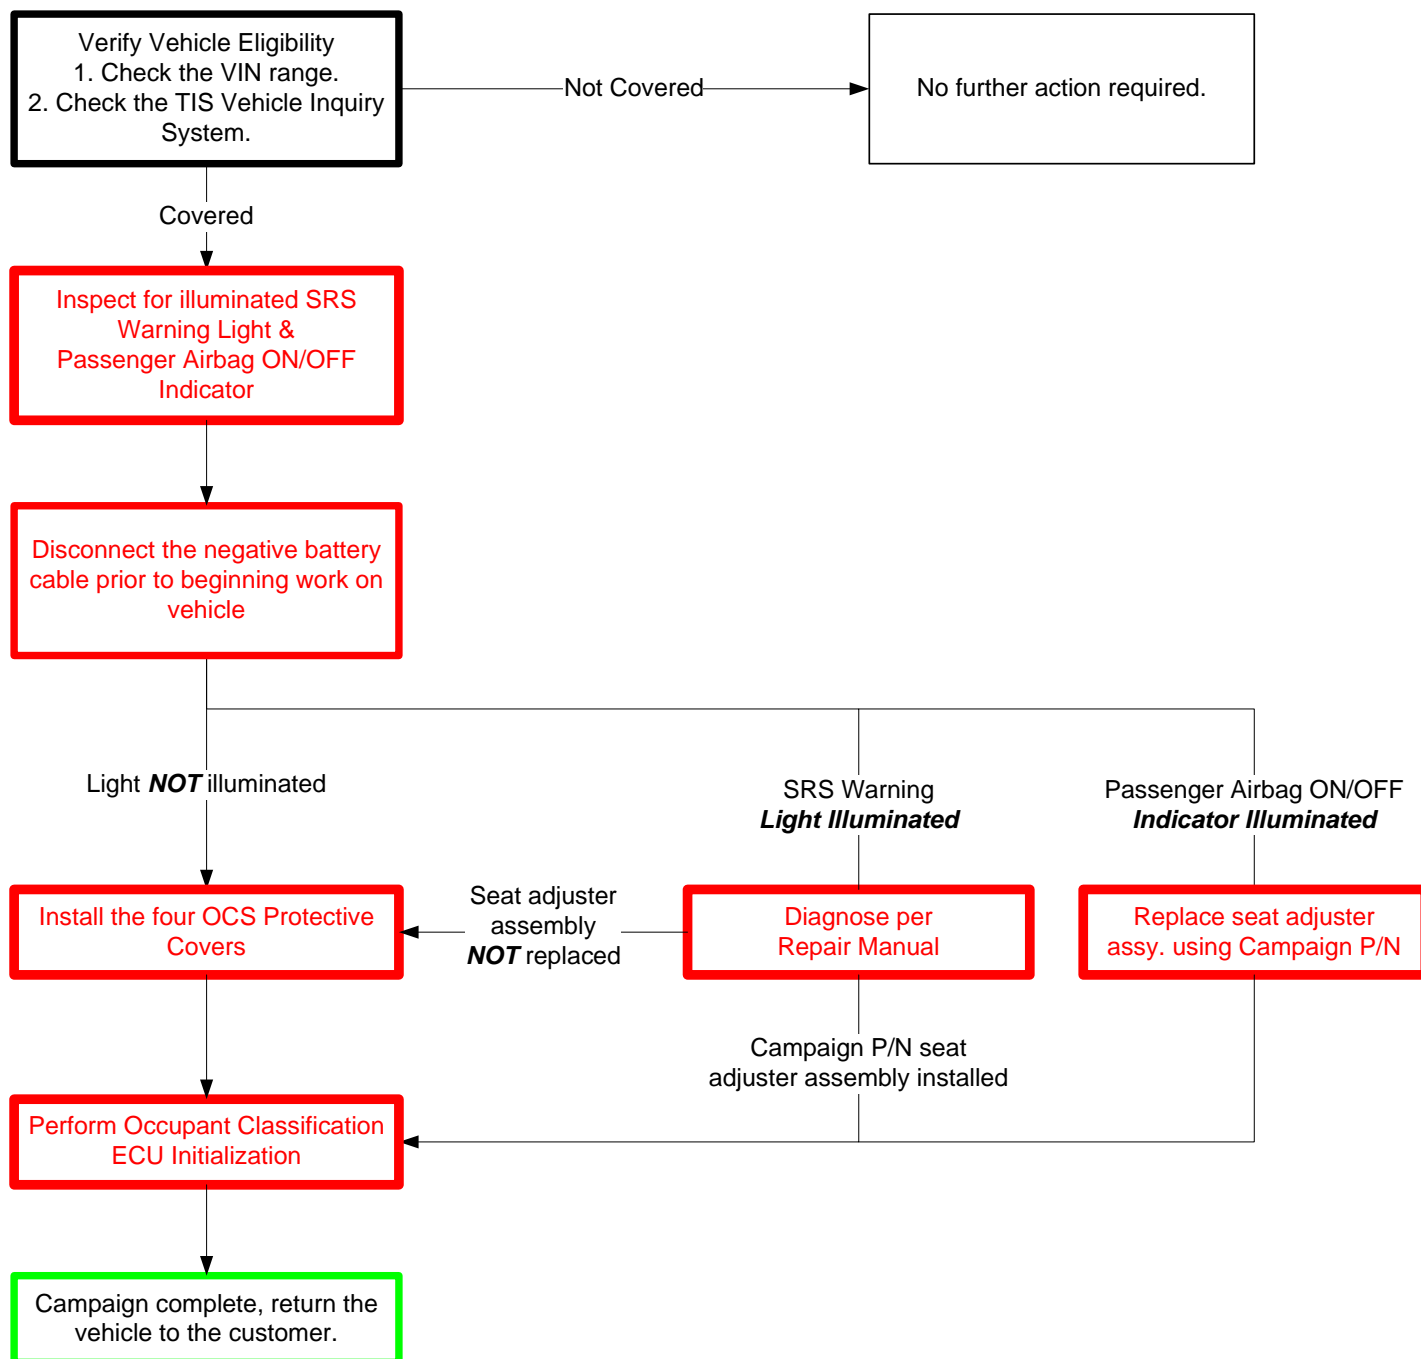 Verify Vehicle Eligibility
1. Check the VIN range.
2. Check the TIS Vehicle Inquiry
System.
Not Covered
No further action required.
Covered
Inspect for illuminated SRS
Warning Light &
Passenger Airbag ON/OFF
Indicator
Disconnect the negative battery
cable prior to beginning work on
vehicle
Light NOT illuminated
SRS Warning
Light Illuminated
Passenger Airbag ON/OFF
Indicator Illuminated
Install the four OCS Protective
Covers
Seat adjuster
assembly
NOT replaced
Diagnose per
Repair Manual
Replace seat adjuster
assy. using Campaign P/N
Campaign P/N seat
adjuster assembly installed
Perform Occupant Classification
ECU Initialization
Campaign complete, return the
vehicle to the customer.